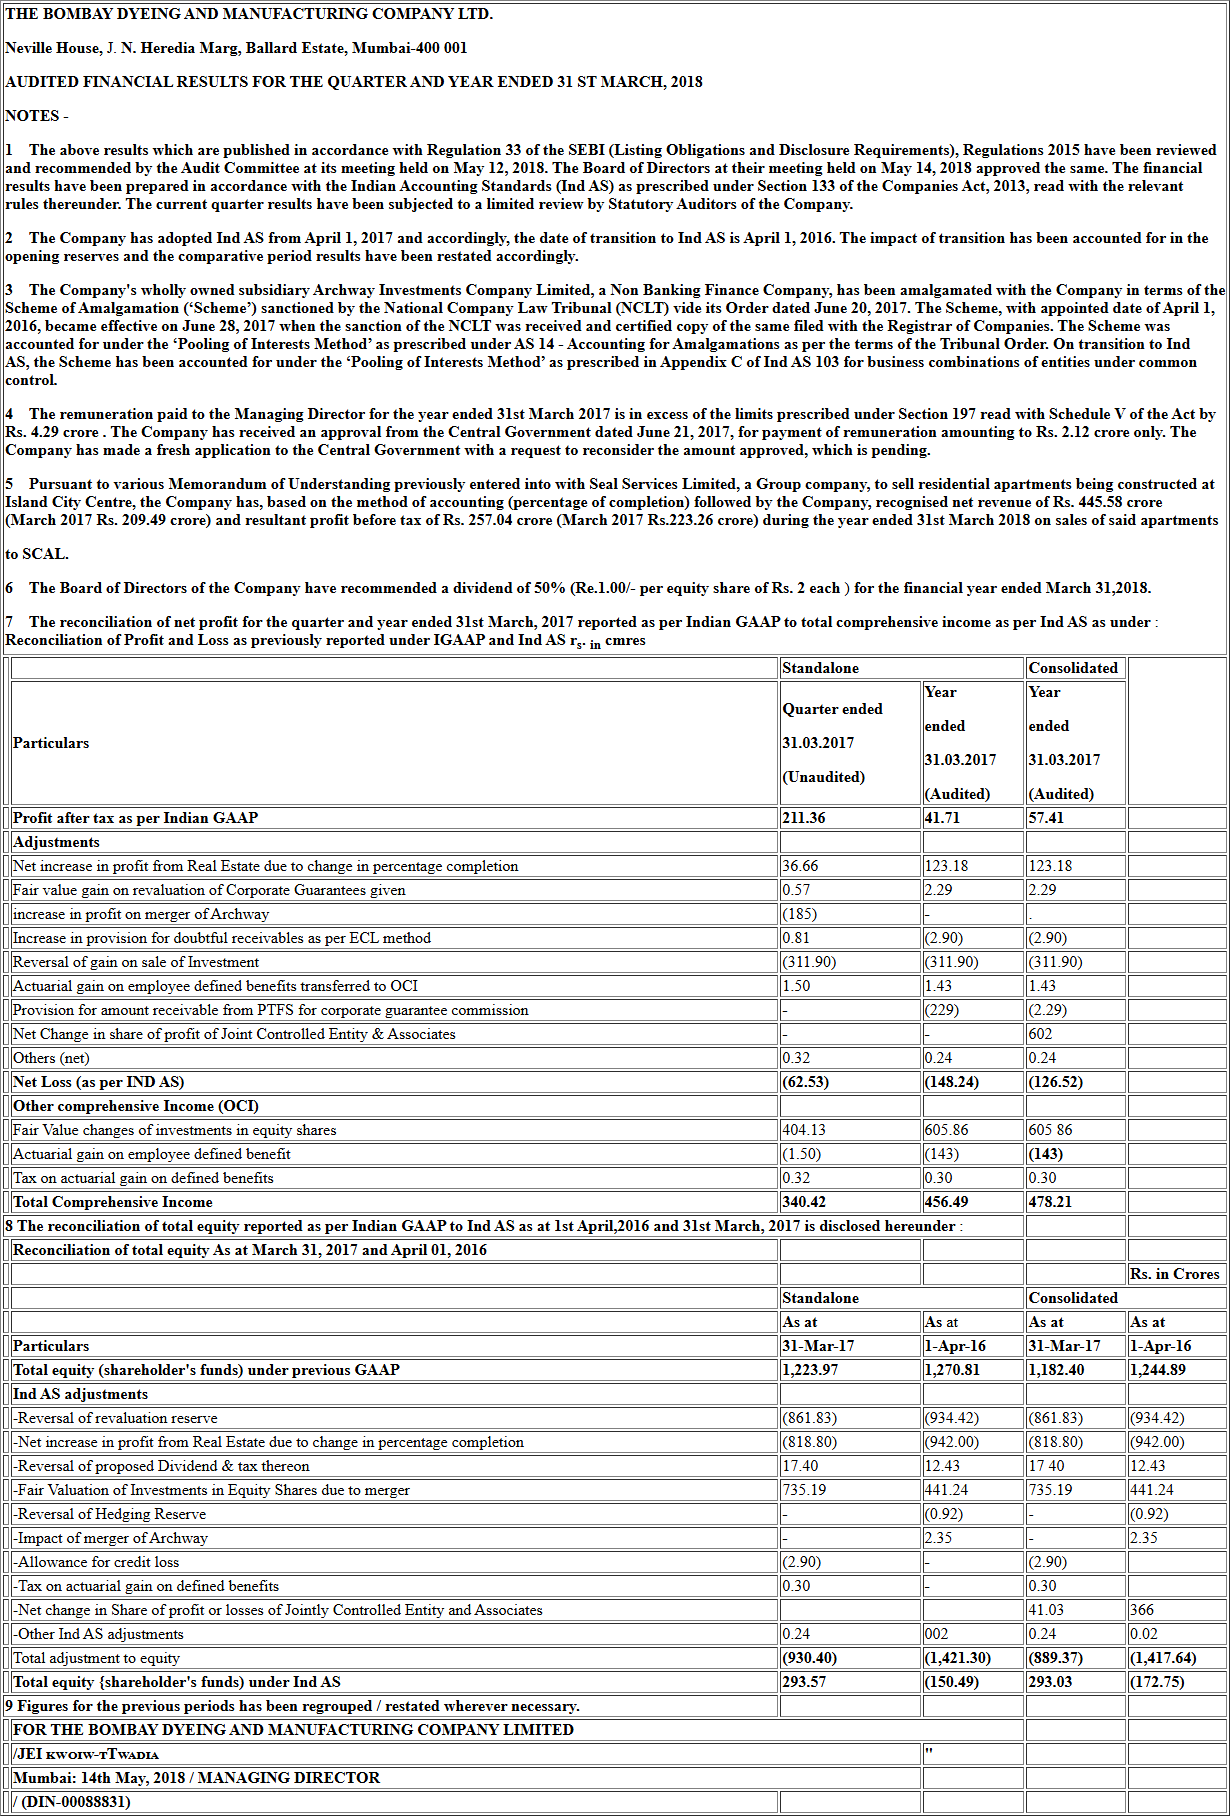 THE BOMBAY DYEING AND MANUFACTURING COMPANY LTD.
Neville House, J. N. Heredia Marg, Ballard Estate, Mumbai-400 001
AUDITED FINANCIAL RESULTS FOR THE QUARTER AND YEAR ENDED 31 ST MARCH, 2018
NOTES -
1 The above results which are published in accordance with Regulation 33 of the SEBI (Listing Obligations and Disclosure Requirements), Regulations 2015 have been reviewed
and recommended by the Audit Committee at its meeting held on May 12, 2018. The Board of Directors at their meeting held on May 14, 2018 approved the same. The financial
results have been prepared in accordance with the Indian Accounting Standards (Ind AS) as prescribed under Section 133 of the Companies Act, 2013, read with the relevant
rules thereunder. The current quarter results have been subjected to a limited review by Statutory Auditors of the Company.
2 The Company has adopted Ind AS from April 1, 2017 and accordingly, the date of transition to Ind AS is April 1, 2016. The impact of transition has been accounted for in the
opening reserves and the comparative period results have been restated accordingly.
3 The Company's wholly owned subsidiary Archway Investments Company Limited, a Non Banking Finance Company, has been amalgamated with the Company in terms of the
Scheme of Amalgamation (‘Scheme’) sanctioned by the National Company Law Tribunal (NCLT) vide its Order dated June 20, 2017. The Scheme, with appointed date of April 1,
2016, became effective on June 28, 2017 when the sanction of the NCLT was received and certified copy of the same filed with the Registrar of Companies. The Scheme was
accounted for under the ‘Pooling of Interests Method’ as prescribed under AS 14 - Accounting for Amalgamations as per the terms of the Tribunal Order. On transition to Ind
AS, the Scheme has been accounted for under the ‘Pooling of Interests Method’ as prescribed in Appendix C of Ind AS 103 for business combinations of entities under common
control.
4 The remuneration paid to the Managing Director for the year ended 31st March 2017 is in excess of the limits prescribed under Section 197 read with Schedule V of the Act by
Rs. 4.29 crore . The Company has received an approval from the Central Government dated June 21, 2017, for payment of remuneration amounting to Rs. 2.12 crore only. The
Company has made a fresh application to the Central Government with a request to reconsider the amount approved, which is pending.
5 Pursuant to various Memorandum of Understanding previously entered into with Seal Services Limited, a Group company, to sell residential apartments being constructed at
Island City Centre, the Company has, based on the method of accounting (percentage of completion) followed by the Company, recognised net revenue of Rs. 445.58 crore
(March 2017 Rs. 209.49 crore) and resultant profit before tax of Rs. 257.04 crore (March 2017 Rs.223.26 crore) during the year ended 31st March 2018 on sales of said apartments
to SCAL.
6 The Board of Directors of the Company have recommended a dividend of 50% (Re.1.00/- per equity share of Rs. 2 each ) for the financial year ended March 31,2018.
7 The reconciliation of net profit for the quarter and year ended 31st March, 2017 reported as per Indian GAAP to total comprehensive income as per Ind AS as under :
Reconciliation of Profit and Loss as previously reported under IGAAP and Ind AS rs. in cmres
Standalone Consolidated
Particulars Quarter ended 31.03.2017 (Unaudited) Year ended 31.03.2017 (Audited) Year ended 31.03.2017 (Audited)
Profit after tax as per Indian GAAP 211.36 41.71 57.41
Adjustments
Net increase in profit from Real Estate due to change in percentage completion 36.66 123.18 123.18
Fair value gain on revaluation of Corporate Guarantees given 0.57 2.29 2.29
increase in profit on merger of Archway (185) - .
Increase in provision for doubtful receivables as per ECL method 0.81 (2.90) (2.90)
Reversal of gain on sale of Investment (311.90) (311.90) (311.90)
Actuarial gain on employee defined benefits transferred to OCI 1.50 1.43 1.43
Provision for amount receivable from PTFS for corporate guarantee commission - (229) (2.29)
Net Change in share of profit of Joint Controlled Entity & Associates - - 602
Others (net) 0.32 0.24 0.24
Net Loss (as per IND AS) (62.53) (148.24) (126.52)
Other comprehensive Income (OCI)
Fair Value changes of investments in equity shares 404.13 605.86 605 86
Actuarial gain on employee defined benefit (1.50) (143) (143)
Tax on actuarial gain on defined benefits 0.32 0.30 0.30
Total Comprehensive Income 340.42 456.49 478.21
8 The reconciliation of total equity reported as per Indian GAAP to Ind AS as at 1st April,2016 and 31st March, 2017 is disclosed hereunder :
Reconciliation of total equity As at March 31, 2017 and April 01, 2016
Rs. in Crores
Standalone Consolidated
As at As at As at As at
Particulars 31-Mar-17 1-Apr-16 31-Mar-17 1-Apr-16
Total equity (shareholder's funds) under previous GAAP 1,223.97 1,270.81 1,182.40 1,244.89
Ind AS adjustments
-Reversal of revaluation reserve (861.83) (934.42) (861.83) (934.42)
-Net increase in profit from Real Estate due to change in percentage completion (818.80) (942.00) (818.80) (942.00)
-Reversal of proposed Dividend & tax thereon 17.40 12.43 17 40 12.43
-Fair Valuation of Investments in Equity Shares due to merger 735.19 441.24 735.19 441.24
-Reversal of Hedging Reserve - (0.92) - (0.92)
-Impact of merger of Archway - 2.35 - 2.35
-Allowance for credit loss (2.90) - (2.90)
-Tax on actuarial gain on defined benefits 0.30 - 0.30
-Net change in Share of profit or losses of Jointly Controlled Entity and Associates 41.03 366
-Other Ind AS adjustments 0.24 002 0.24 0.02
Total adjustment to equity (930.40) (1,421.30) (889.37) (1,417.64)
Total equity {shareholder's funds) under Ind AS 293.57 (150.49) 293.03 (172.75)
9 Figures for the previous periods has been regrouped / restated wherever necessary.
FOR THE BOMBAY DYEING AND MANUFACTURING COMPANY LIMITED
/JEI KWOIW-TTWADIA "
Mumbai: 14th May, 2018 / MANAGING DIRECTOR
/ (DIN-00088831)